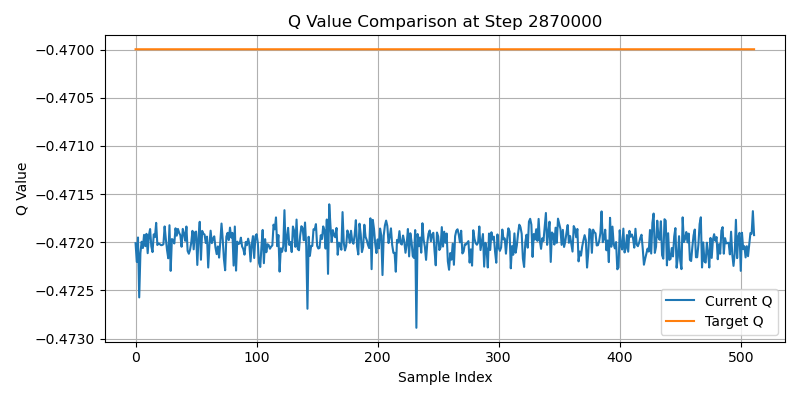 Q Value Comparison at Step 2870000
Q Value
−0.4700
−0.4705
−0.4710
−0.4715
−0.4720
−0.4725
−0.4730
0
100
200
300
400
500
Sample Index
Current Q
Target Q